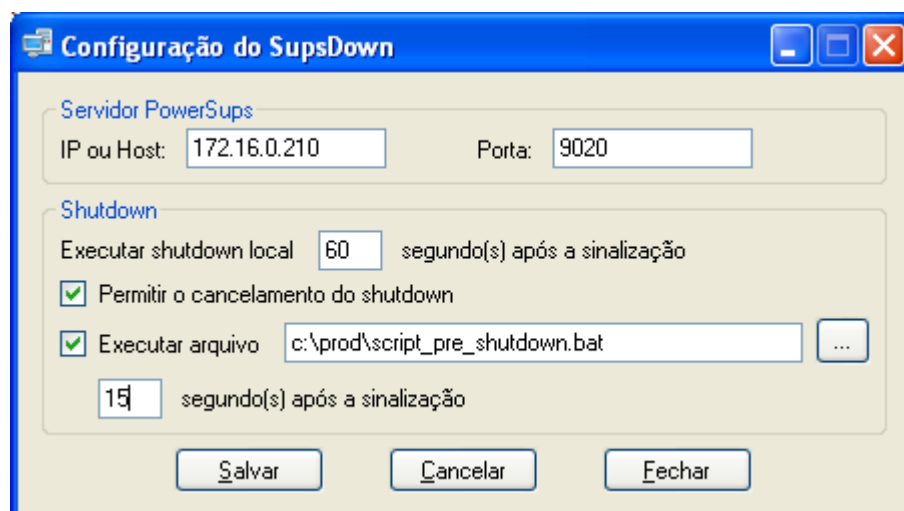 Configuração do SupsDown
Servidor PowerSups
IP ou Host: 172.16.0.210 Porta: 9020
Shutdown
Executar shutdown local 60 segundo(s) após a sinalização
Permitir o cancelamento do shutdown
Executar arquivo c:\prod\script_pre_shutdown.bat ...
15 segundo(s) após a sinalização
Salvar Cancelar Fechar